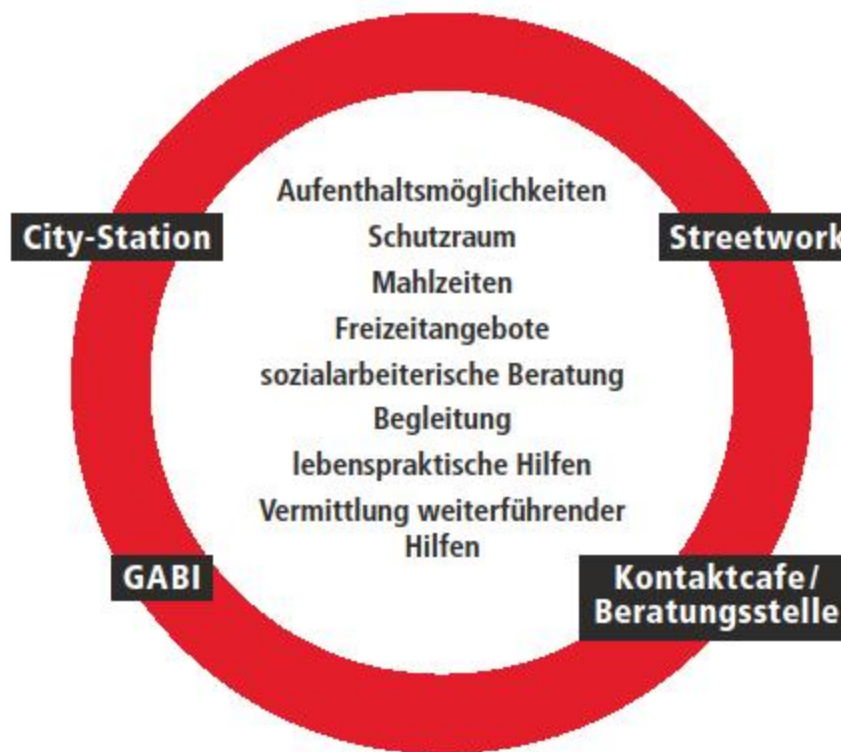 Aufenthaltsmöglichkeiten
City-Station
Schutzraum
Streetwork
Mahlzeiten
Freizeitangebote
sozialarbeiterische Beratung
Begleitung
lebenspraktische Hilfen
Vermittlung weiterführender
Hilfen
GABI
Kontaktcafe/
Beratungsstelle